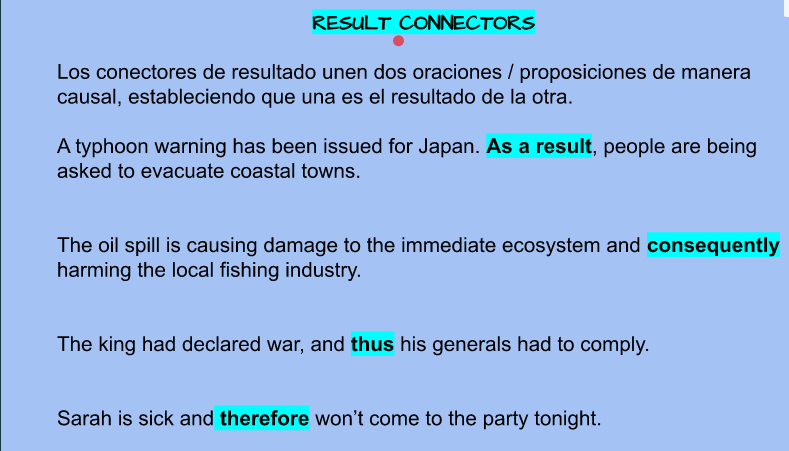 RESULT CONNECTORS
Los conectores de resultado unen dos oraciones / proposiciones de manera
causal, estableciendo que una es el resultado de la otra.
A typhoon warning has been issued for Japan. As a result, people are being
asked to evacuate coastal towns.
The oil spill is causing damage to the immediate ecosystem and consequently
harming the local fishing industry.
The king had declared war, and thus his generals had to comply.
Sarah is sick and therefore won’t come to the party tonight.